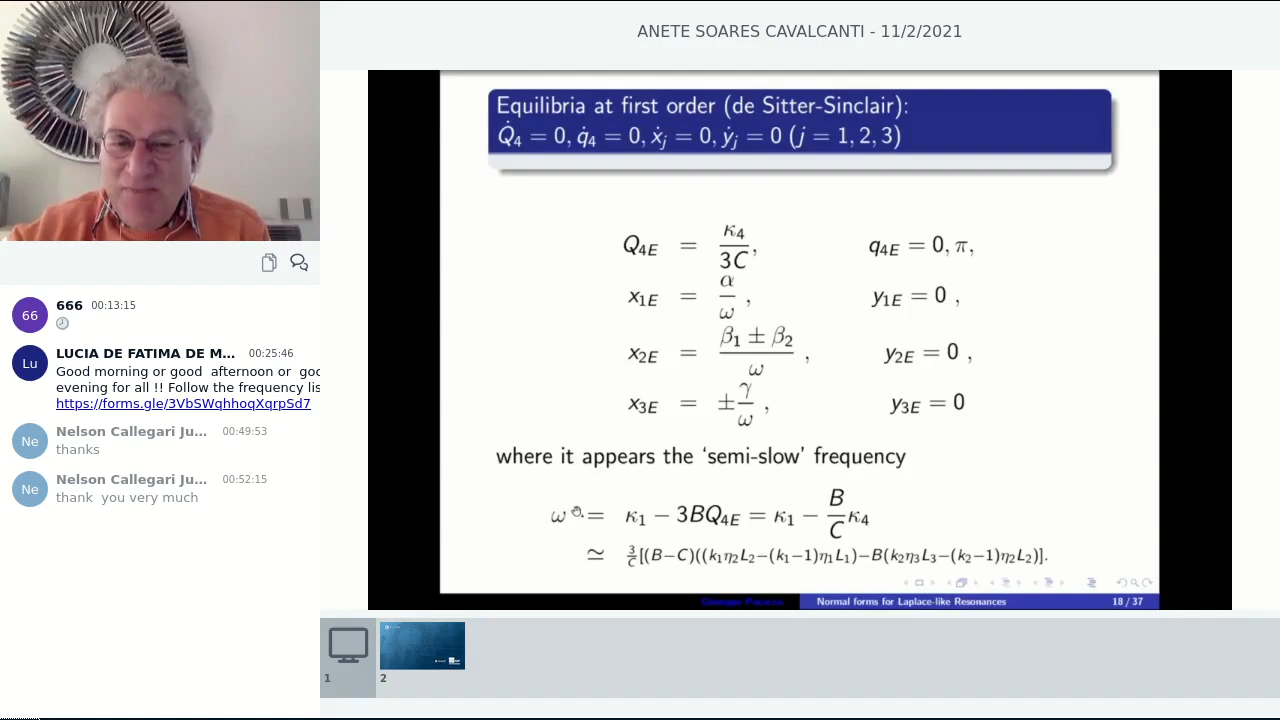 ANETE SOARES CAVALCANTI - 11/2/2021
Equilibria at first order (de Sitter-Sinclair):
Q̇₄ = 0, q̇₄ = 0, ẋⱼ = 0, ẏⱼ = 0 (j = 1, 2, 3)
Q₄E = κ₄/3C, q₄E = 0, π,
x₁E = α/ω , y₁E = 0 ,
x₂E = β₁ ± β₂/ω , y₂E = 0 ,
x₃E = ±γ/ω , y₃E = 0
where it appears the ‘semi-slow’ frequency
ω = κ₁ − 3BQ₄E = κ₁ − B/C κ₄
≃ 3/C [(B−C)((k₁η₂L₂−(k₁−1)η₁L₁)−B(k₂η₃L₃−(k₂−1)η₂L₂)].
Normal forms for Laplace-like Resonances
18 / 37
66
666 00:13:15
Lu
LUCIA DE FATIMA DE M... 00:25:46
Good morning or good afternoon or goo
evening for all !! Follow the frequency lis
https://forms.gle/3VbSWqhhoqXqrpSd7
Ne
Nelson Callegari Ju... 00:49:53
thanks
Ne
Nelson Callegari Ju... 00:52:15
thank you very much
1
2